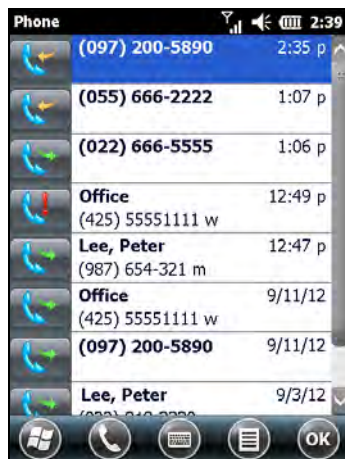 Phone 2:39
(097) 200-5890 2:35 p
(055) 666-2222 1:07 p
(022) 666-5555 1:06 p
Office 12:49 p
(425) 55551111 w
Lee, Peter 12:47 p
(987) 654-321 m
Office 9/11/12
(425) 55551111 w
(097) 200-5890 9/11/12
Lee, Peter 9/3/12
OK